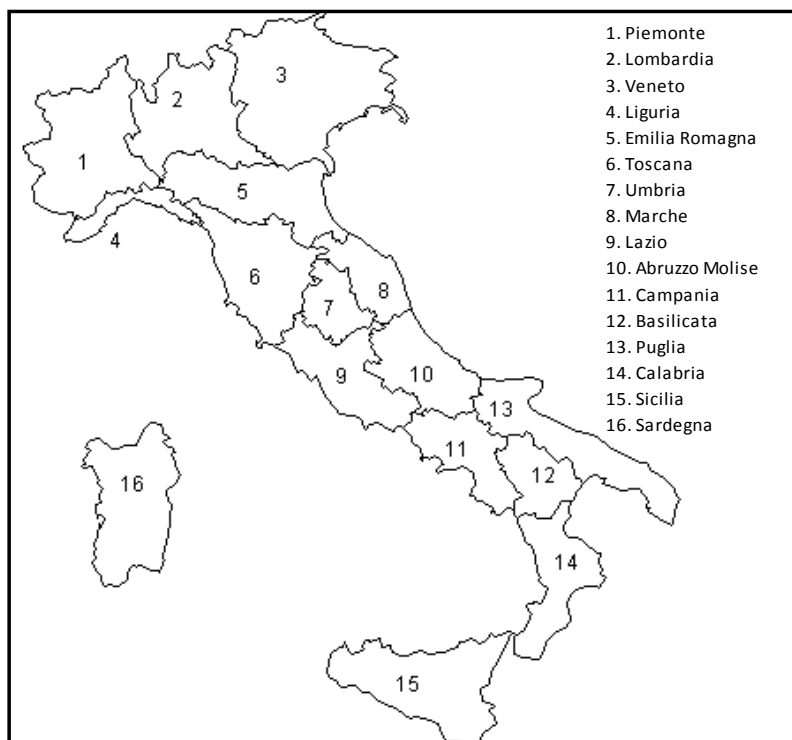 1. Piemonte
2. Lombardia
3. Veneto
4. Liguria
5. Emilia Romagna
6. Toscana
7. Umbria
8. Marche
9. Lazio
10. Abruzzo Molise
11. Campania
12. Basilicata
13. Puglia
14. Calabria
15. Sicilia
16. Sardegna
3
2
1
5
4
6
8
7
9
10
13
11
12
16
14
15